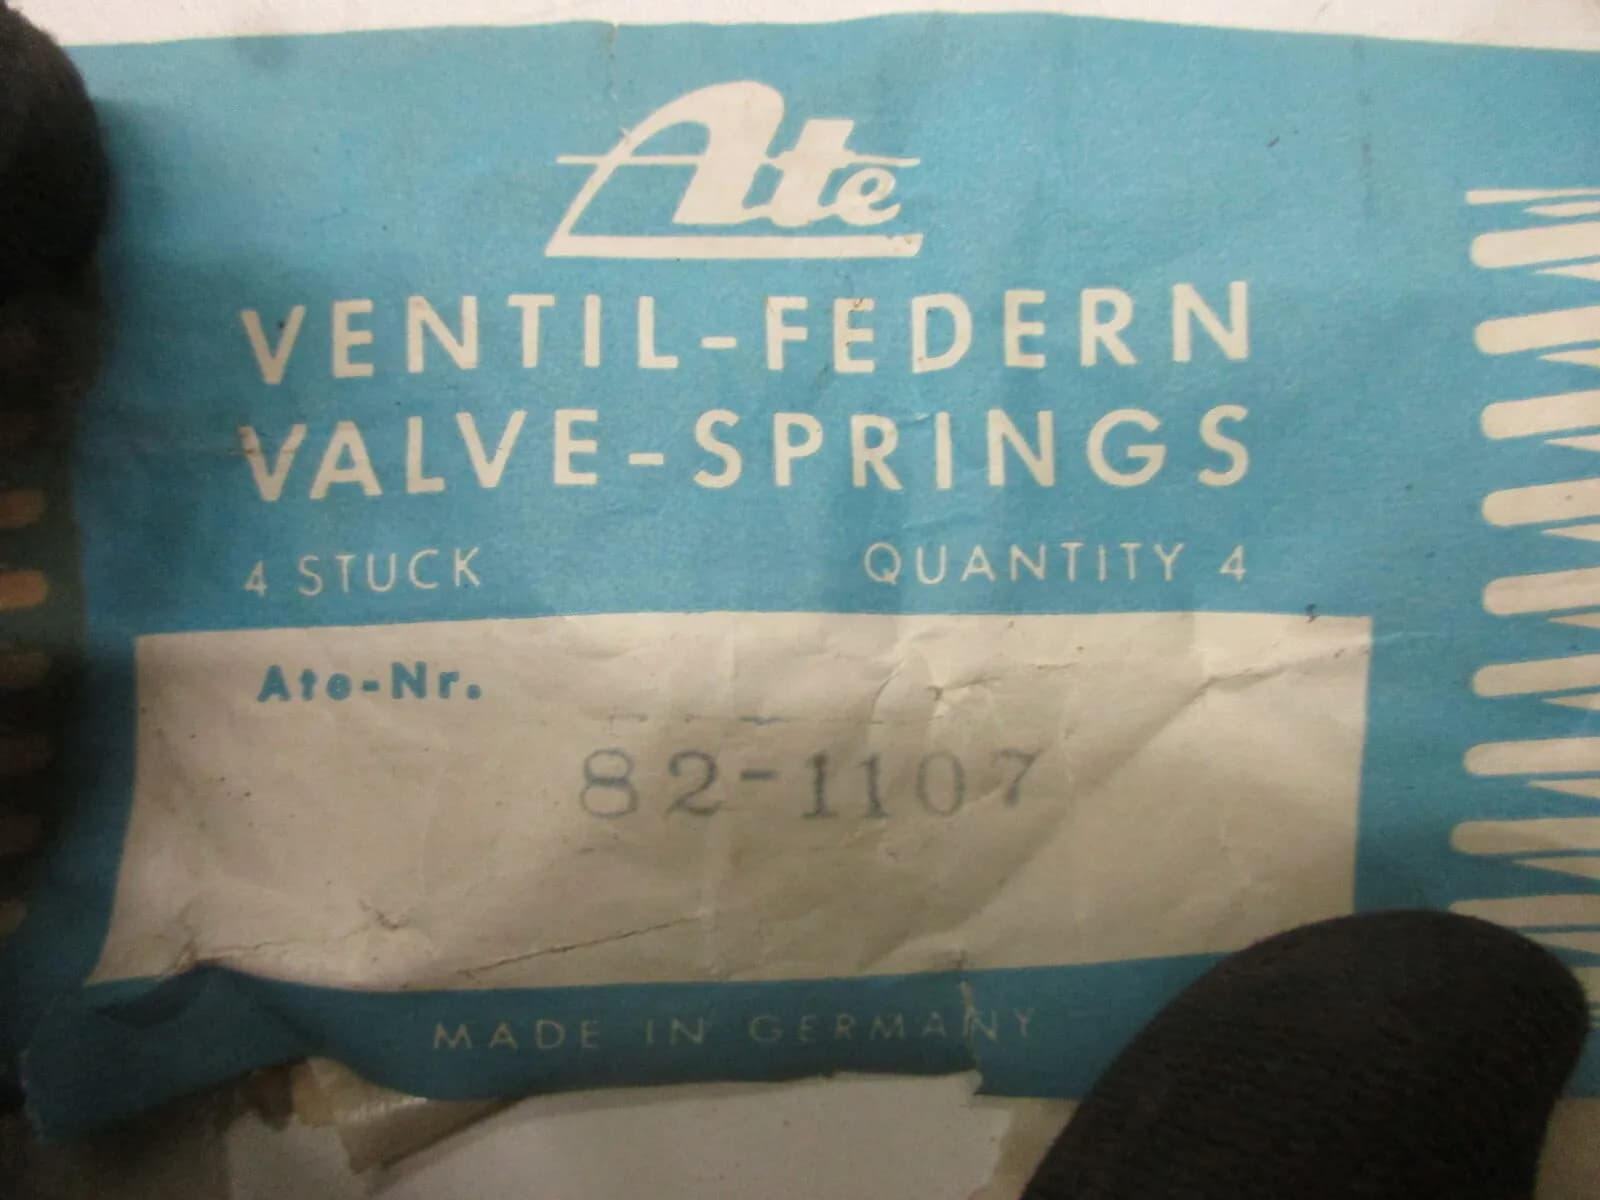 Ate
VENTIL-FEDERN
VALVE-SPRINGS
4 STUCK QUANTITY 4
Ate-Nr.
82-1107
MADE IN GERMANY